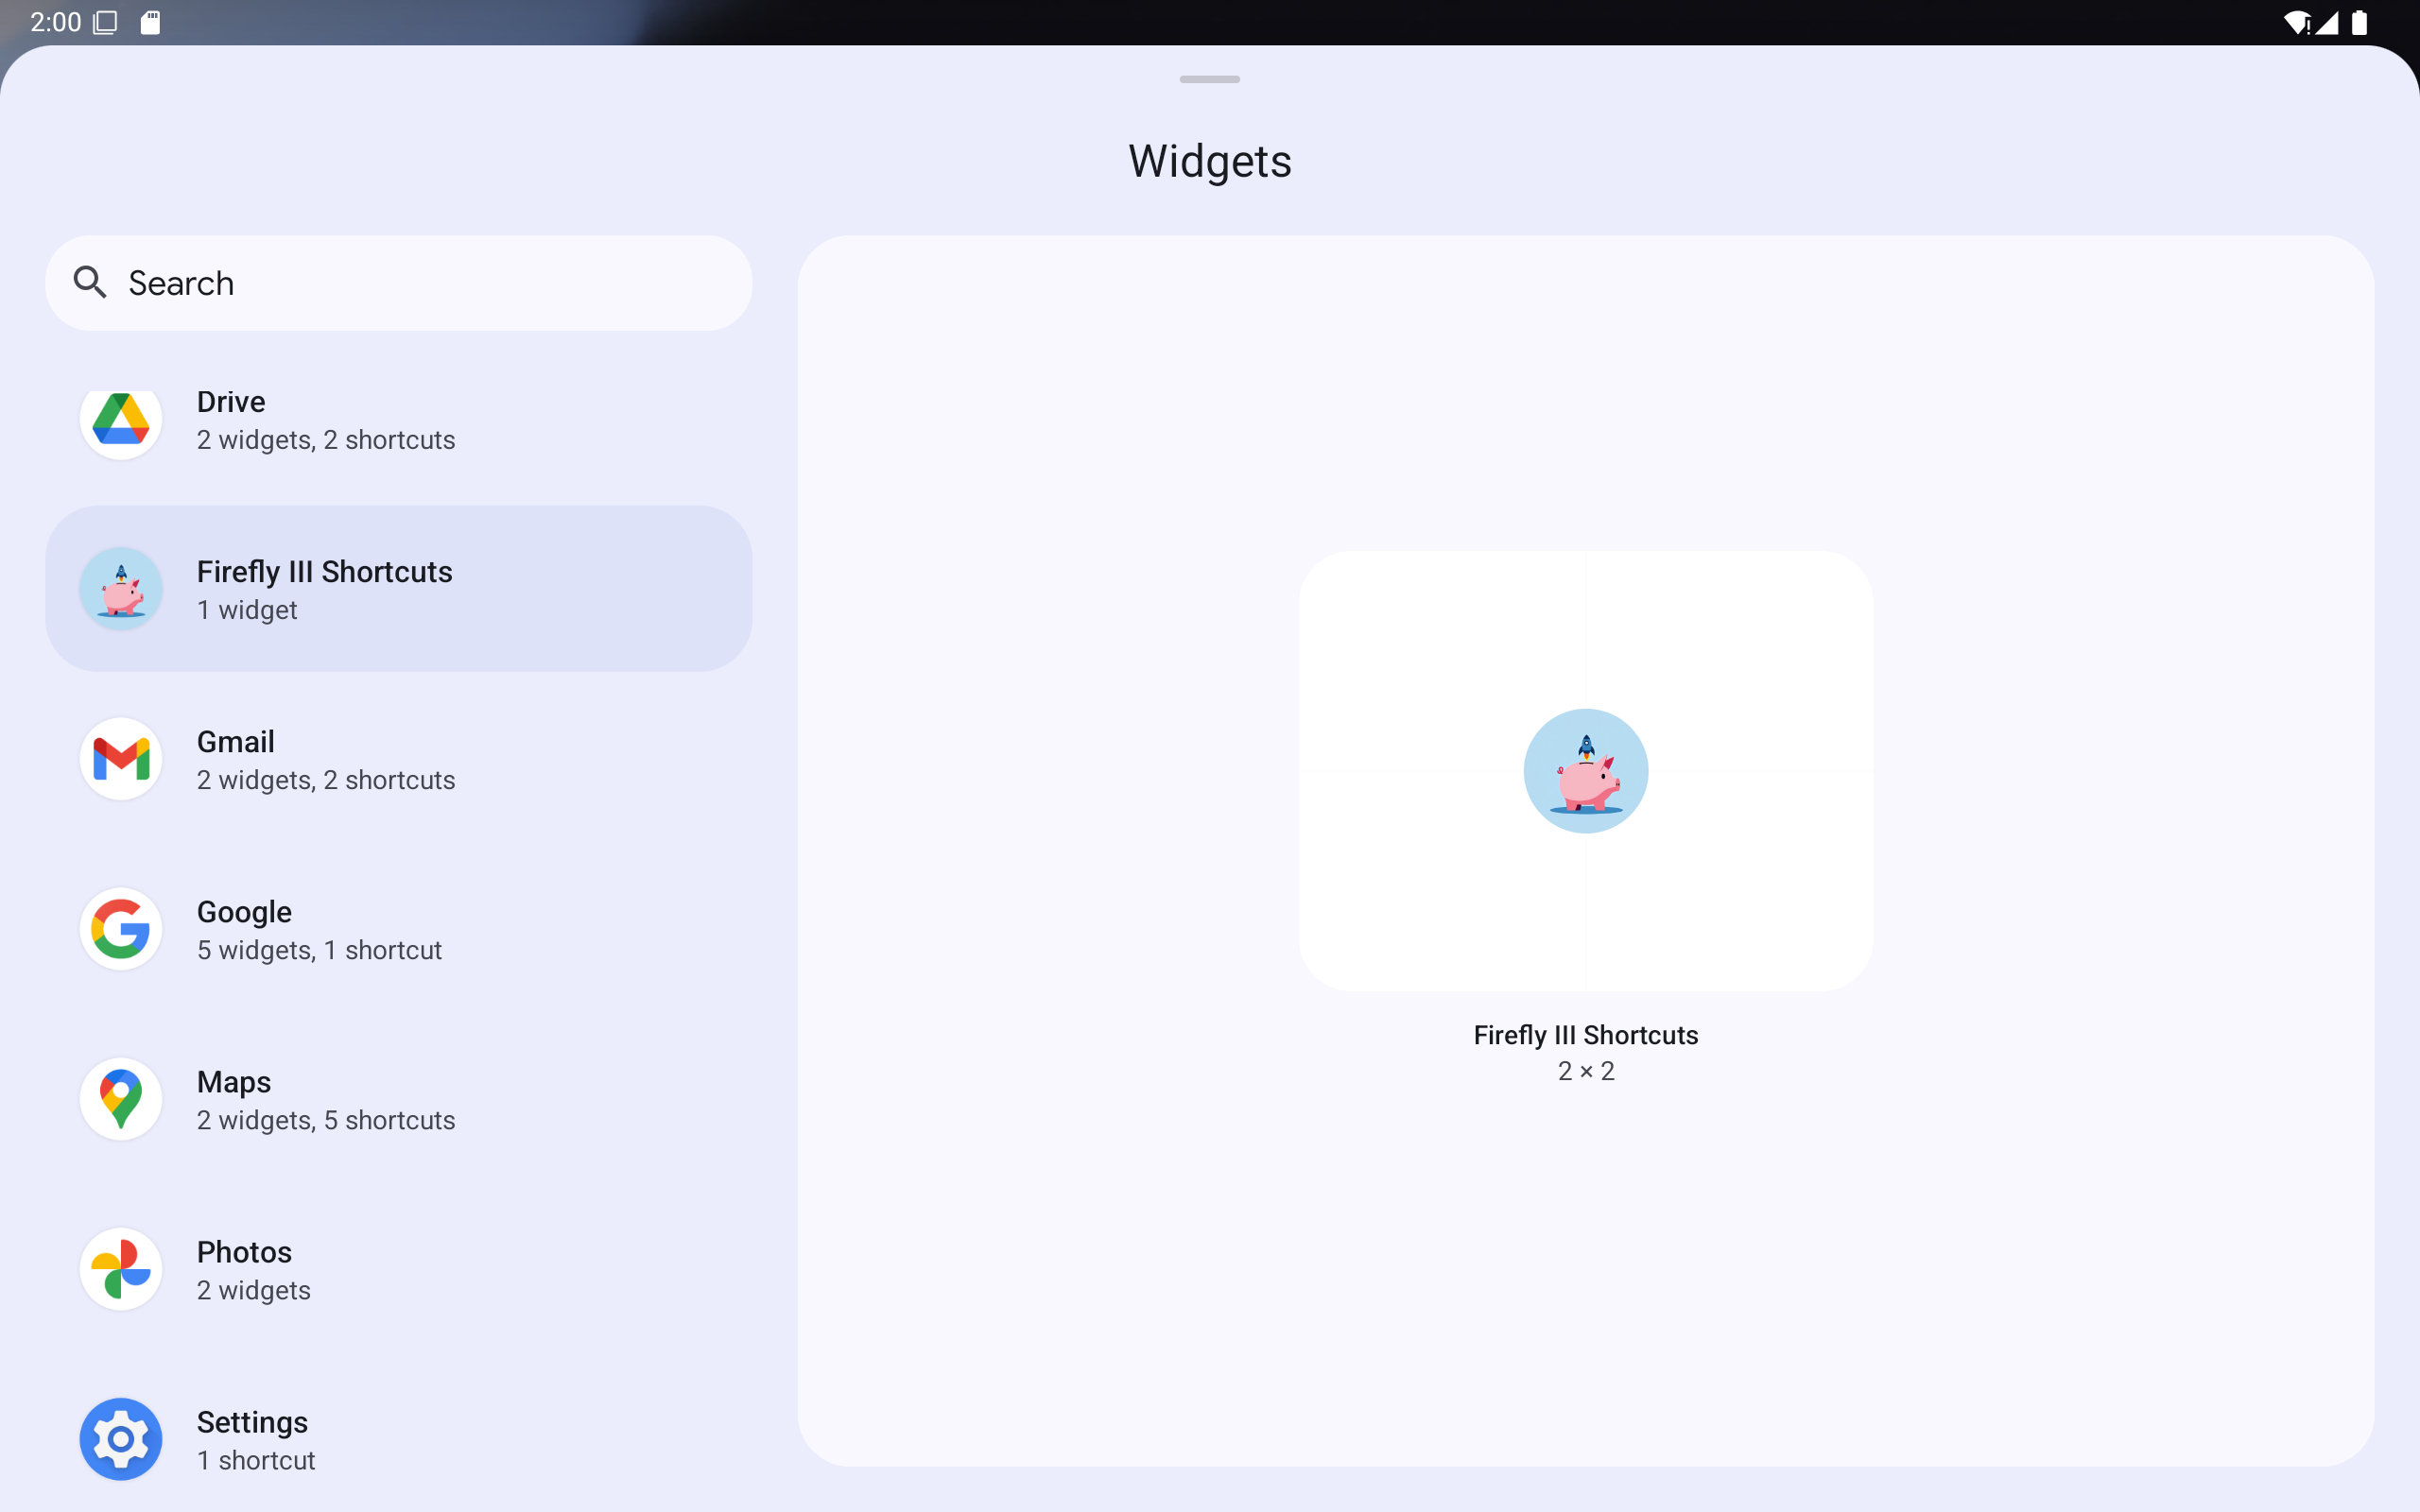 2:00
Widgets
Search
Drive
2 widgets, 2 shortcuts
Firefly III Shortcuts
1 widget
Gmail
2 widgets, 2 shortcuts
Google
5 widgets, 1 shortcut
Maps
2 widgets, 5 shortcuts
Photos
2 widgets
Settings
1 shortcut
Firefly III Shortcuts
2 × 2